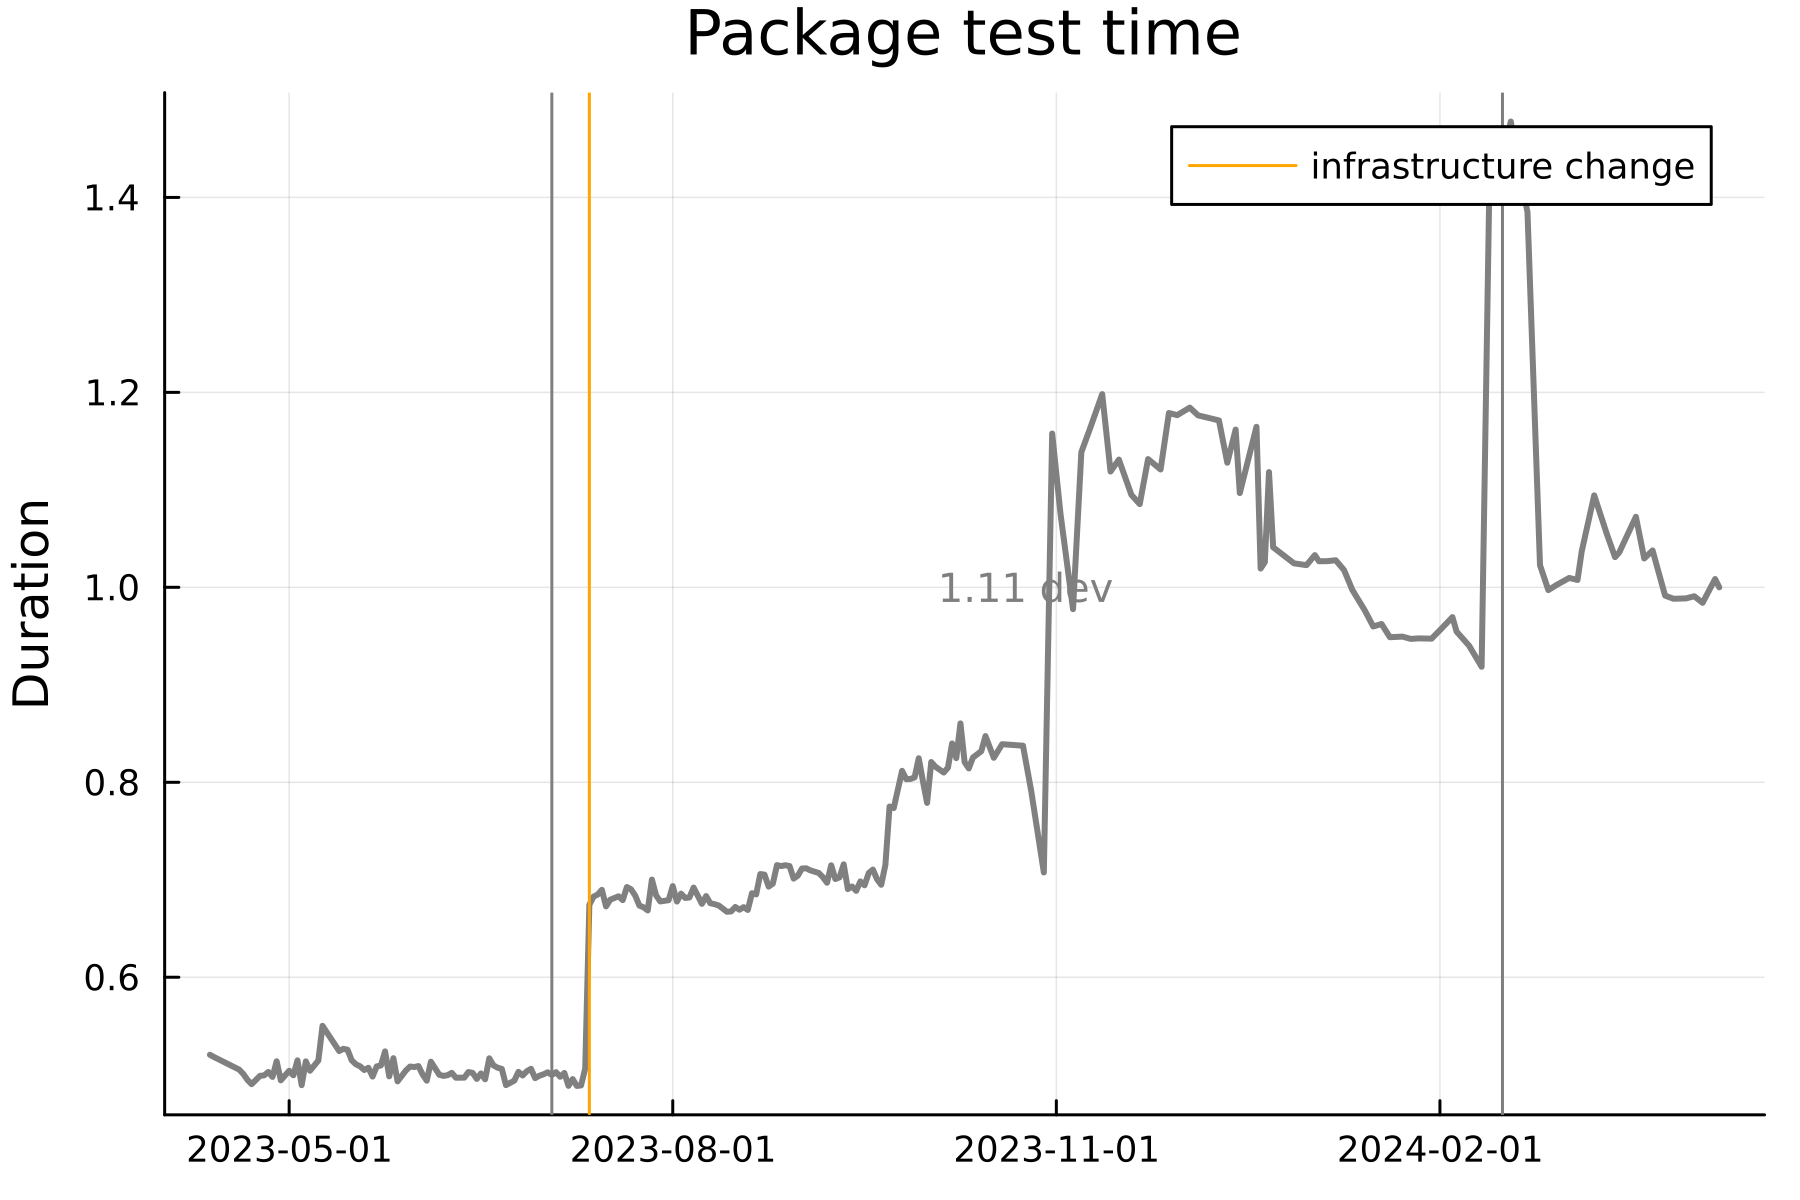 Package test time
infrastructure change
Duration
1.4
1.2
1.0
0.8
0.6
1.11 dev
2023-05-01
2023-08-01
2023-11-01
2024-02-01